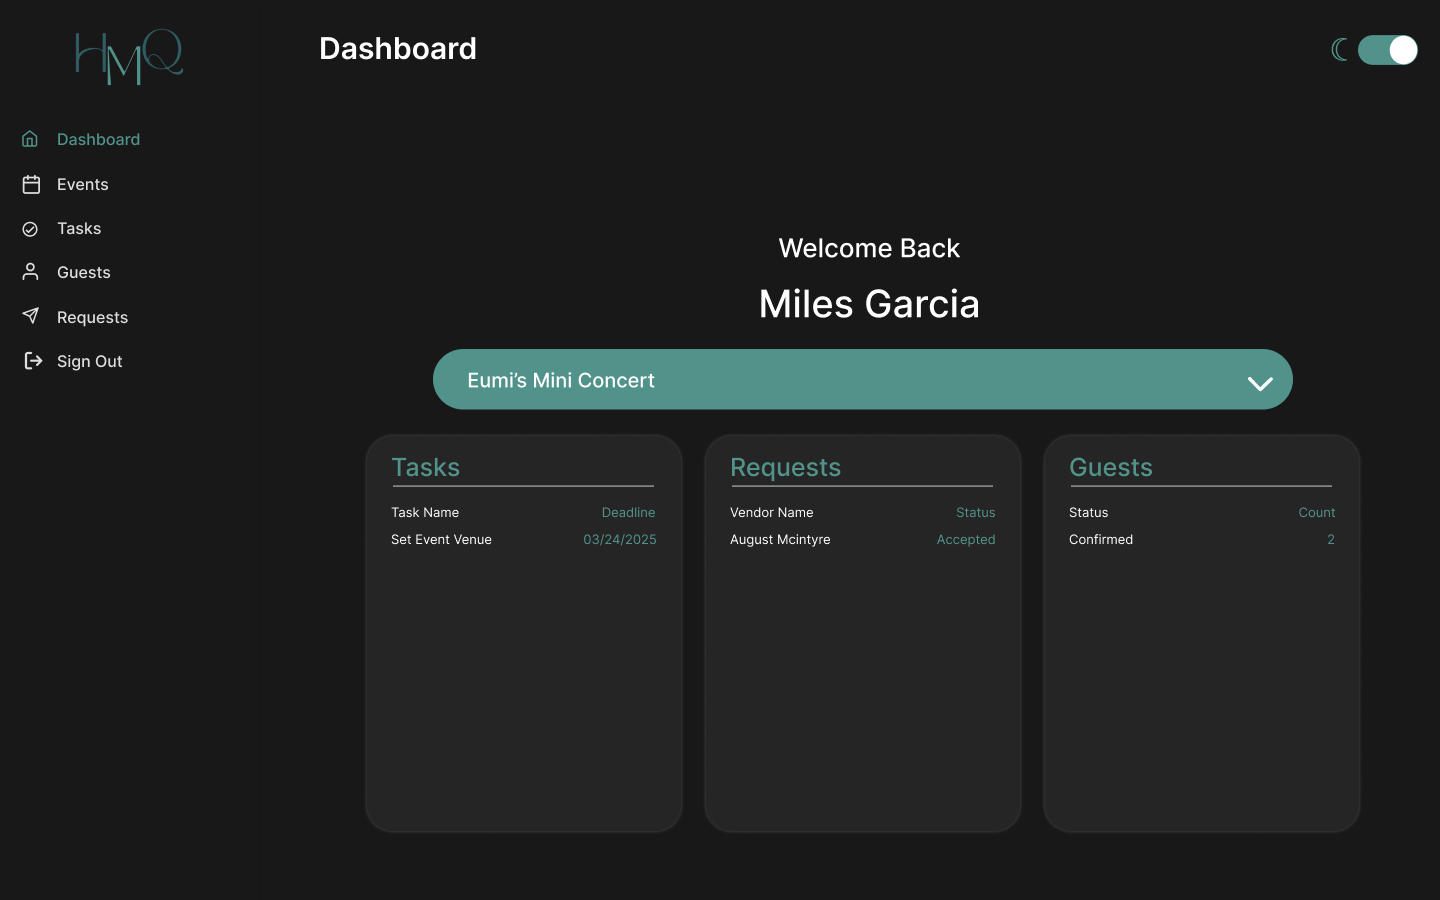 HMQ
Dashboard
Dashboard
Events
Tasks
Guests
Requests
Sign Out
Welcome Back
Miles Garcia
Eumi’s Mini Concert
Tasks
Task Name Deadline
Set Event Venue 03/24/2025
Requests
Vendor Name Status
August Mcintyre Accepted
Guests
Status Count
Confirmed 2